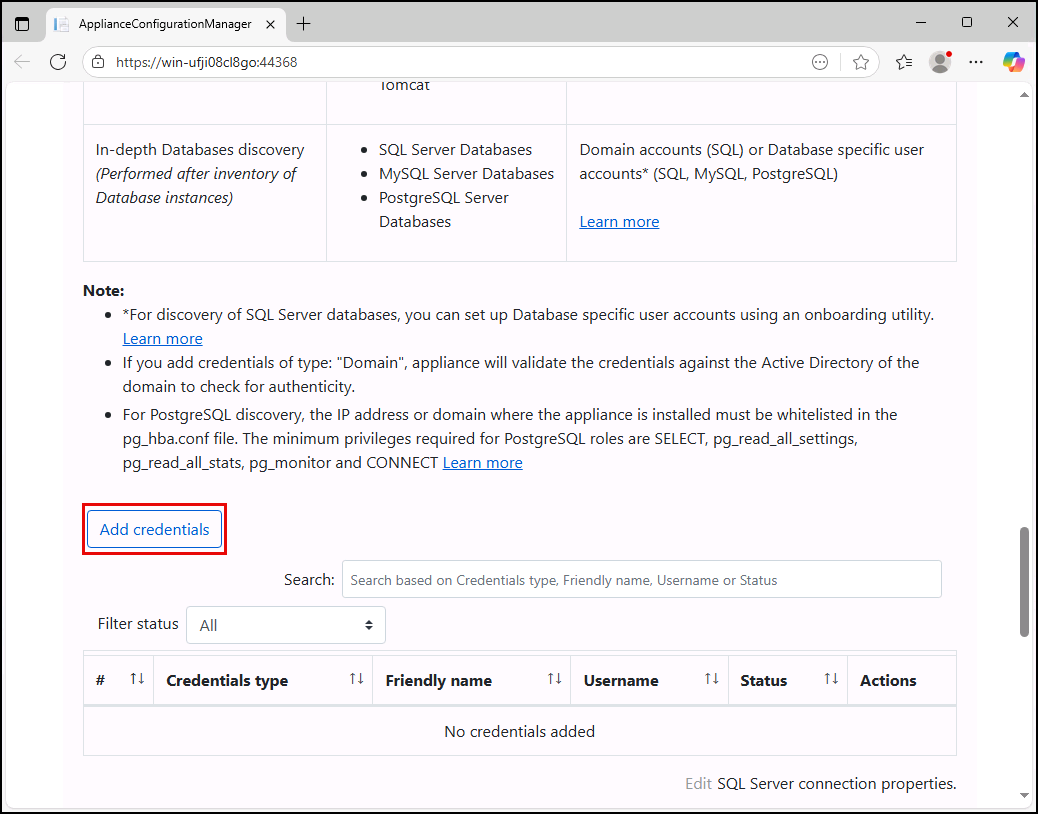 ApplianceConfigurationManager
https://win-ufji08cl8go:44368
Tomcat
In-depth Databases discovery
(Performed after inventory of
Database instances)
SQL Server Databases
MySQL Server Databases
PostgreSQL Server
Databases
Domain accounts (SQL) or Database specific user
accounts* (SQL, MySQL, PostgreSQL)
Learn more
Note:
*For discovery of SQL Server databases, you can set up Database specific user accounts using an onboarding utility.
Learn more
If you add credentials of type: "Domain", appliance will validate the credentials against the Active Directory of the
domain to check for authenticity.
For PostgreSQL discovery, the IP address or domain where the appliance is installed must be whitelisted in the
pg_hba.conf file. The minimum privileges required for PostgreSQL roles are SELECT, pg_read_all_settings,
pg_read_all_stats, pg_monitor and CONNECT Learn more
Add credentials
Search: Search based on Credentials type, Friendly name, Username or Status
Filter status All
# Credentials type Friendly name Username Status Actions
No credentials added
Edit SQL Server connection properties.